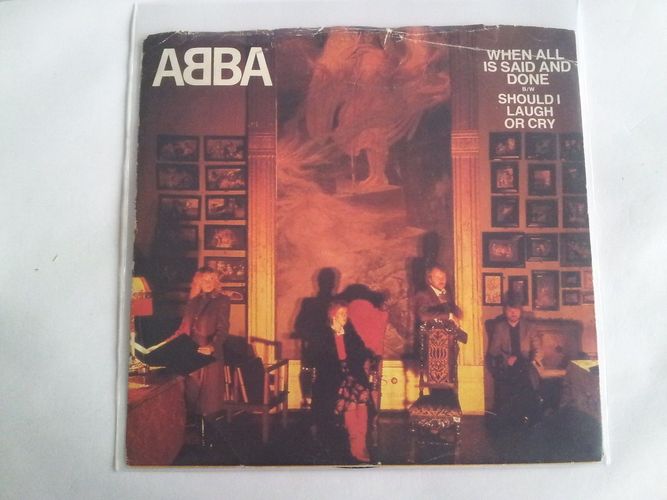 ABBA
WHEN ALL
IS SAID AND
DONE
B/W
SHOULD I
LAUGH
OR CRY